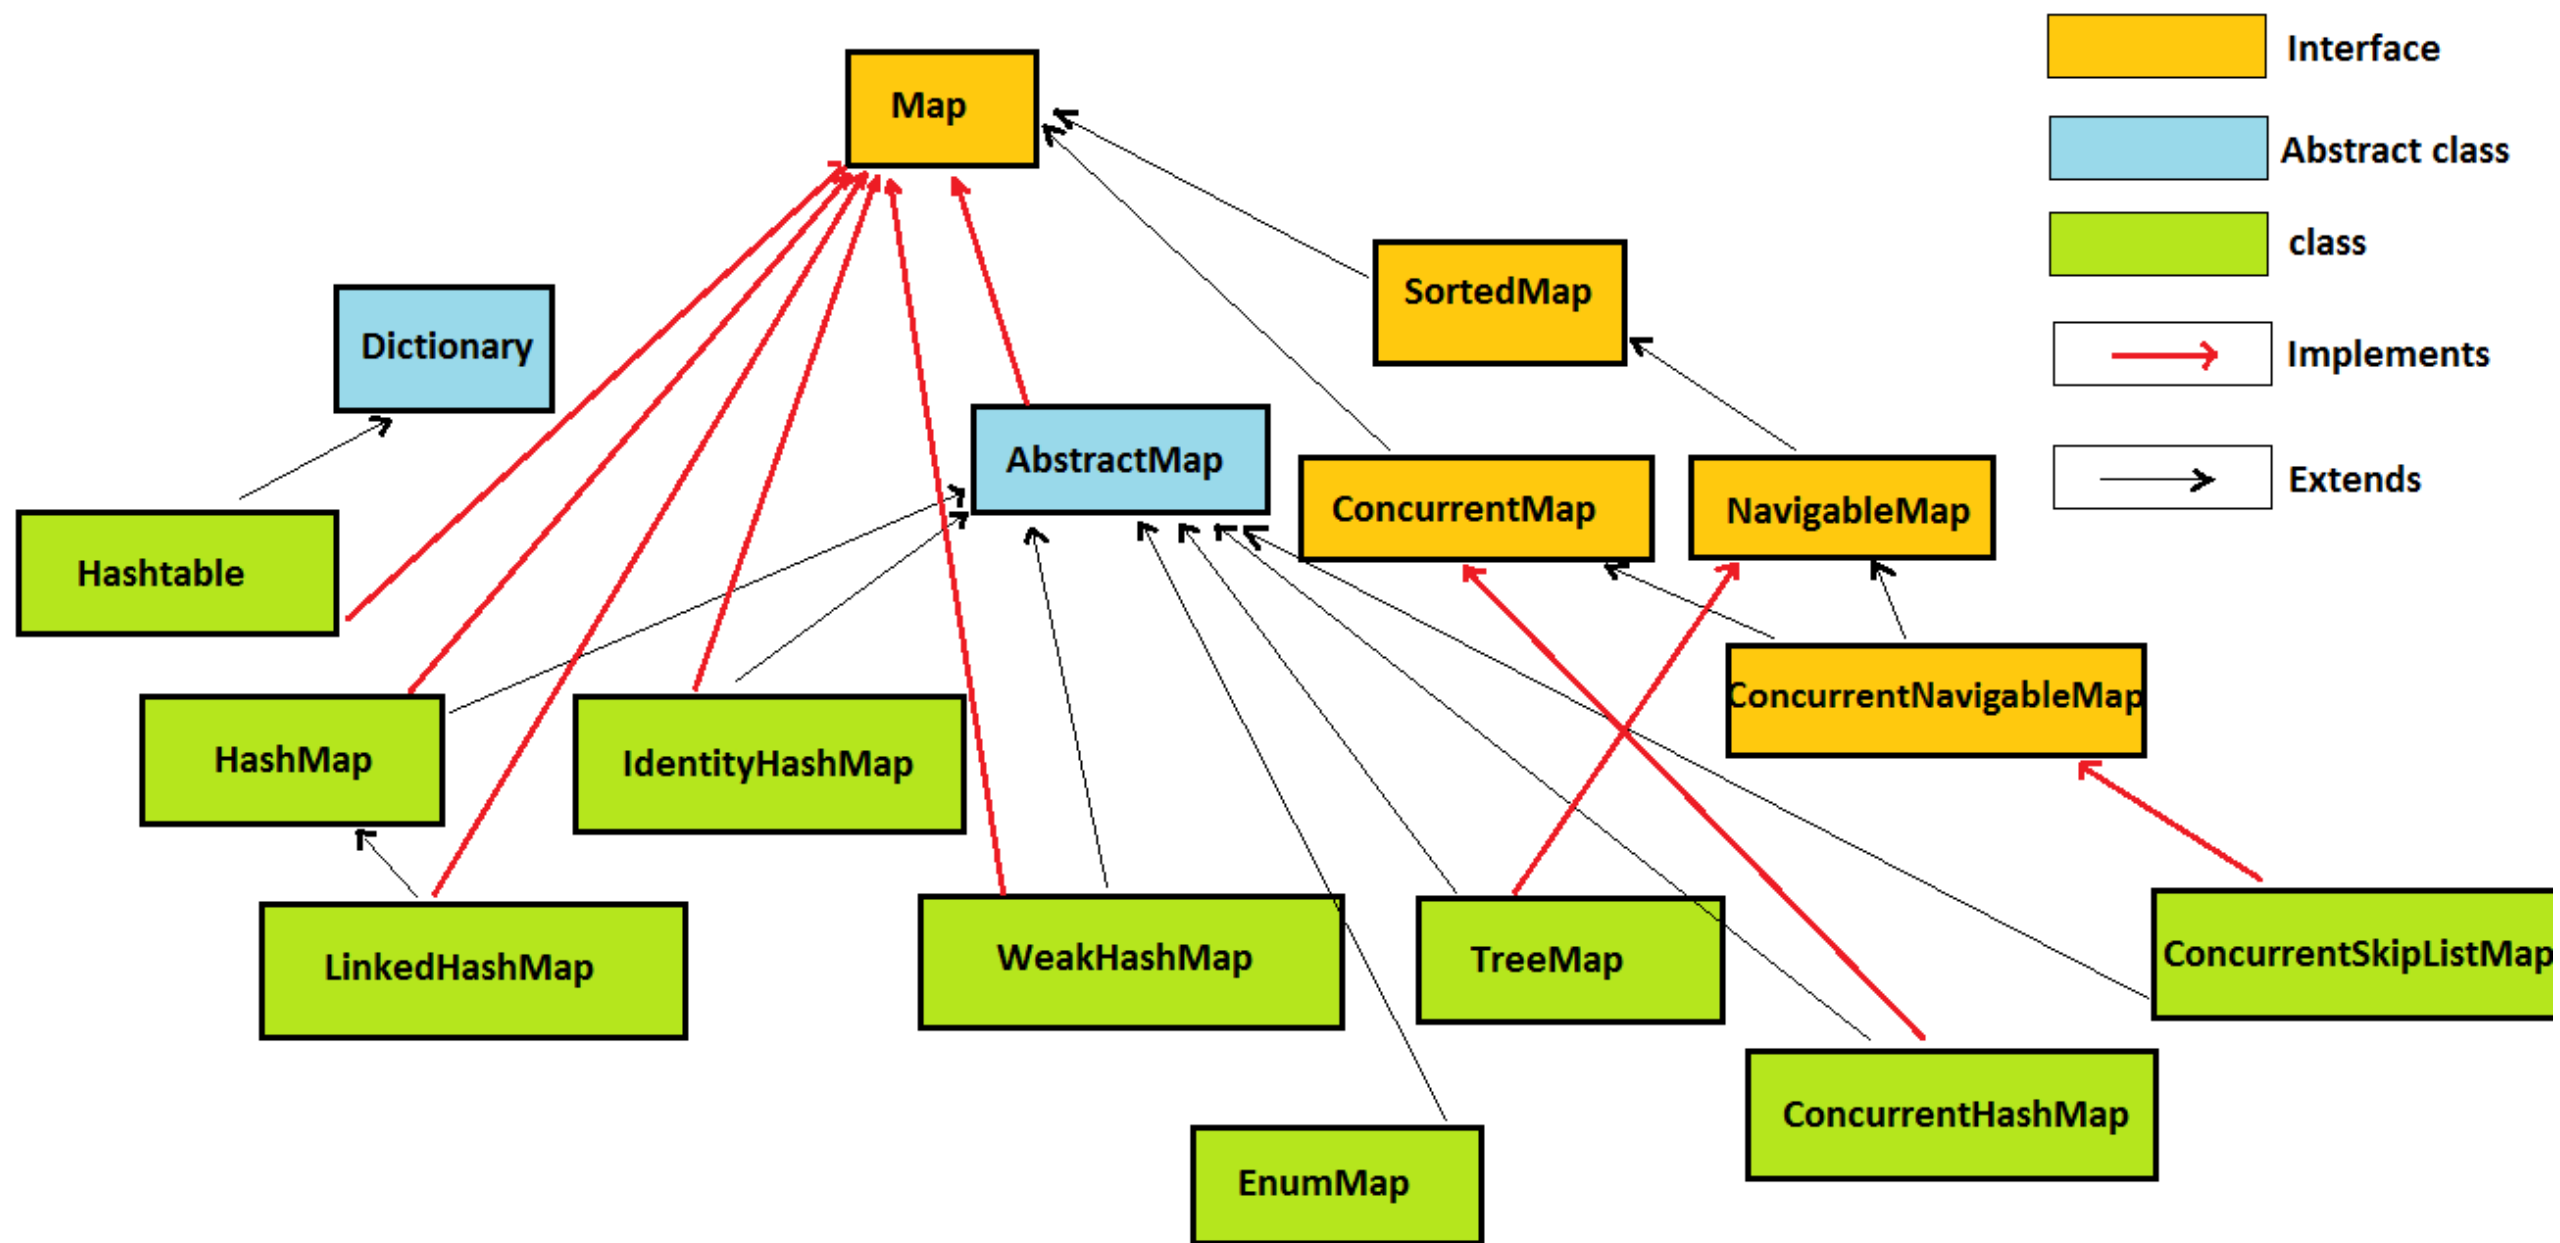 Interface
Map
Abstract class
class
SortedMap
Dictionary
Implements
AbstractMap
Extends
ConcurrentMap
NavigableMap
Hashtable
ConcurrentNavigableMap
HashMap
IdentityHashMap
LinkedHashMap
WeakHashMap
TreeMap
ConcurrentSkipListMap
ConcurrentHashMap
EnumMap